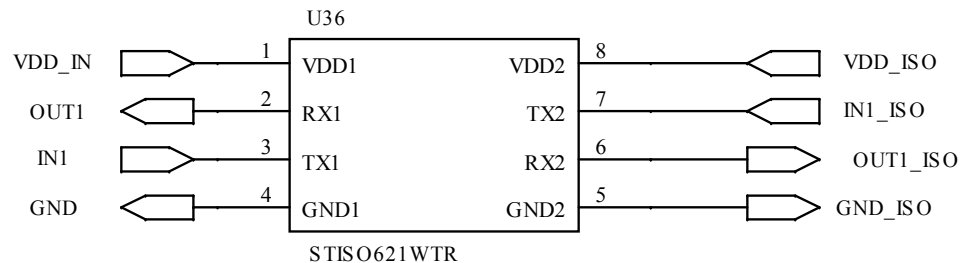 U36
VDD_IN 1 VDD1 VDD2 8 VDD_ISO
OUT1 2 RX1 TX2 7 IN1_ISO
IN1 3 TX1 RX2 6 OUT1_ISO
GND 4 GND1 GND2 5 GND_ISO
STISO621WTR